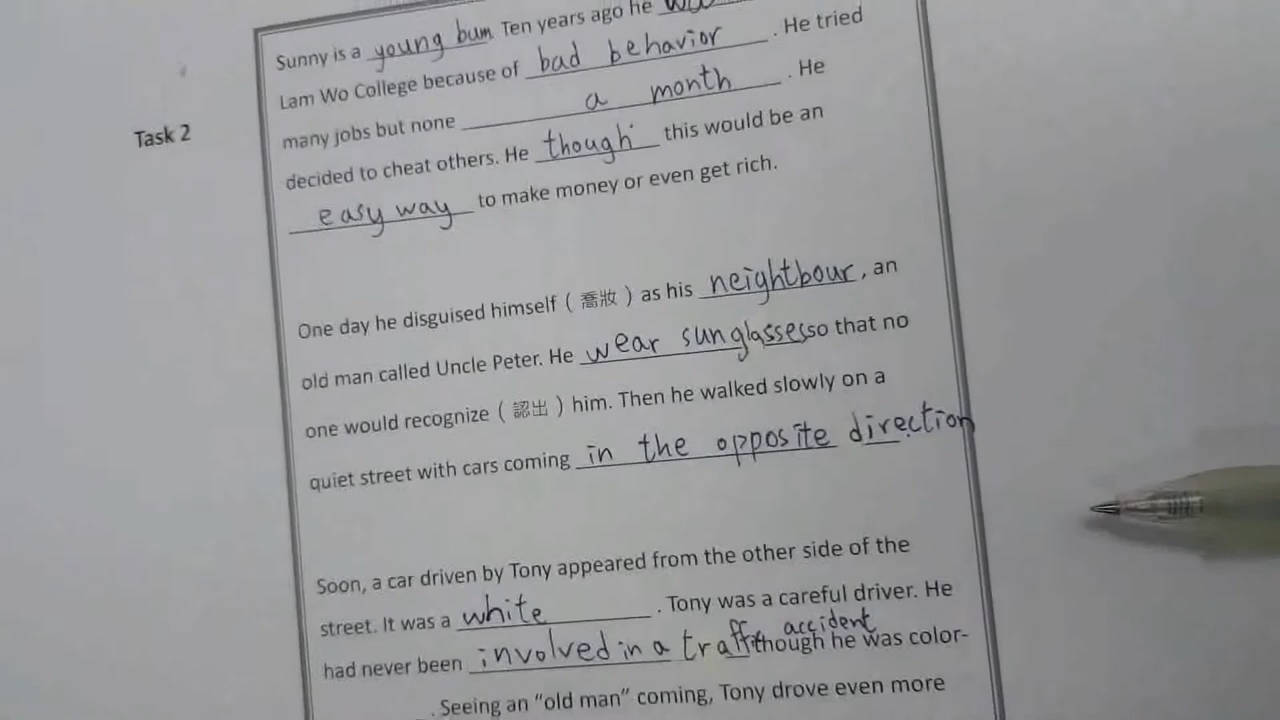 Sunny is a young bum. Ten years ago he
Lam Wo College because of bad behavior . He tried
Task 2
many jobs but none a month . He
decided to cheat others. He though this would be an
easy way to make money or even get rich.
One day he disguised himself (喬妝) as his neightbour, an
old man called Uncle Peter. He wear sunglasses so that no
one would recognize (認出) him. Then he walked slowly on a
quiet street with cars coming in the opposite direction
Soon, a car driven by Tony appeared from the other side of the
street. It was a white . Tony was a careful driver. He
had never been involved in a traffic accident though he was color-
. Seeing an “old man” coming, Tony drove even more